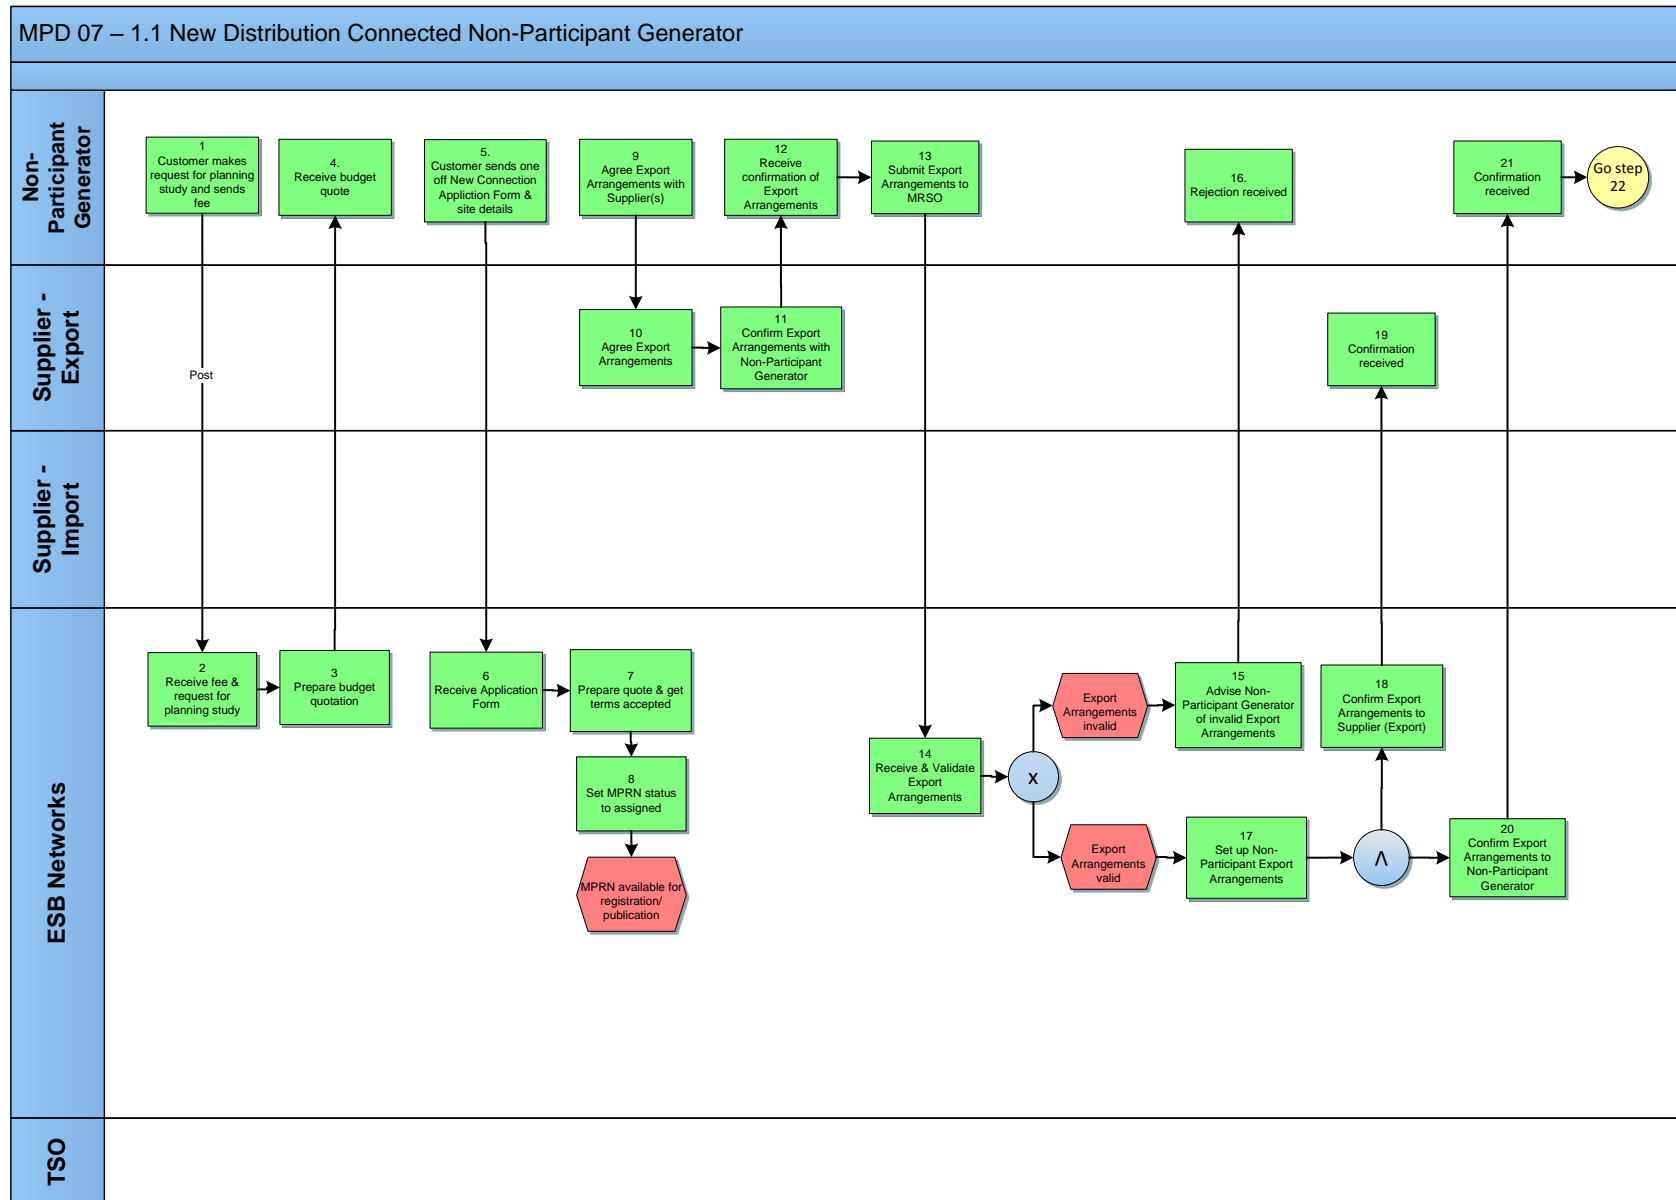 MPD 07 – 1.1 New Distribution Connected Non-Participant Generator
Non-
Participant
Generator
1
Customer makes
request for planning
study and sends
fee
4.
Receive budget
quote
5.
Customer sends one
off New Connection
Appliction Form &
site details
9
Agree Export
Arrangements with
Supplier(s)
12
Receive
confirmation of
Export
Arrangements
13
Submit Export
Arrangements to
MRSO
16.
Rejection received
21
Confirmation
received
Go step
22
Supplier -
Export
Post
10
Agree Export
Arrangements
11
Confirm Export
Arrangements with
Non-Participant
Generator
19
Confirmation
received
Supplier -
Import
ESB Networks
2
Receive fee &
request for
planning study
3
Prepare budget
quotation
6
Receive Application
Form
7
Prepare quote & get
terms accepted
8
Set MPRN status
to assigned
MPRN available for
registration/
publication
14
Receive & Validate
Export
Arrangements
X
Export
Arrangements
invalid
15
Advise Non-
Participant Generator
of invalid Export
Arrangements
Export
Arrangements
valid
17
Set up Non-
Participant Export
Arrangements
Λ
18
Confirm Export
Arrangements to
Supplier (Export)
20
Confirm Export
Arrangements to
Non-Participant
Generator
TSO